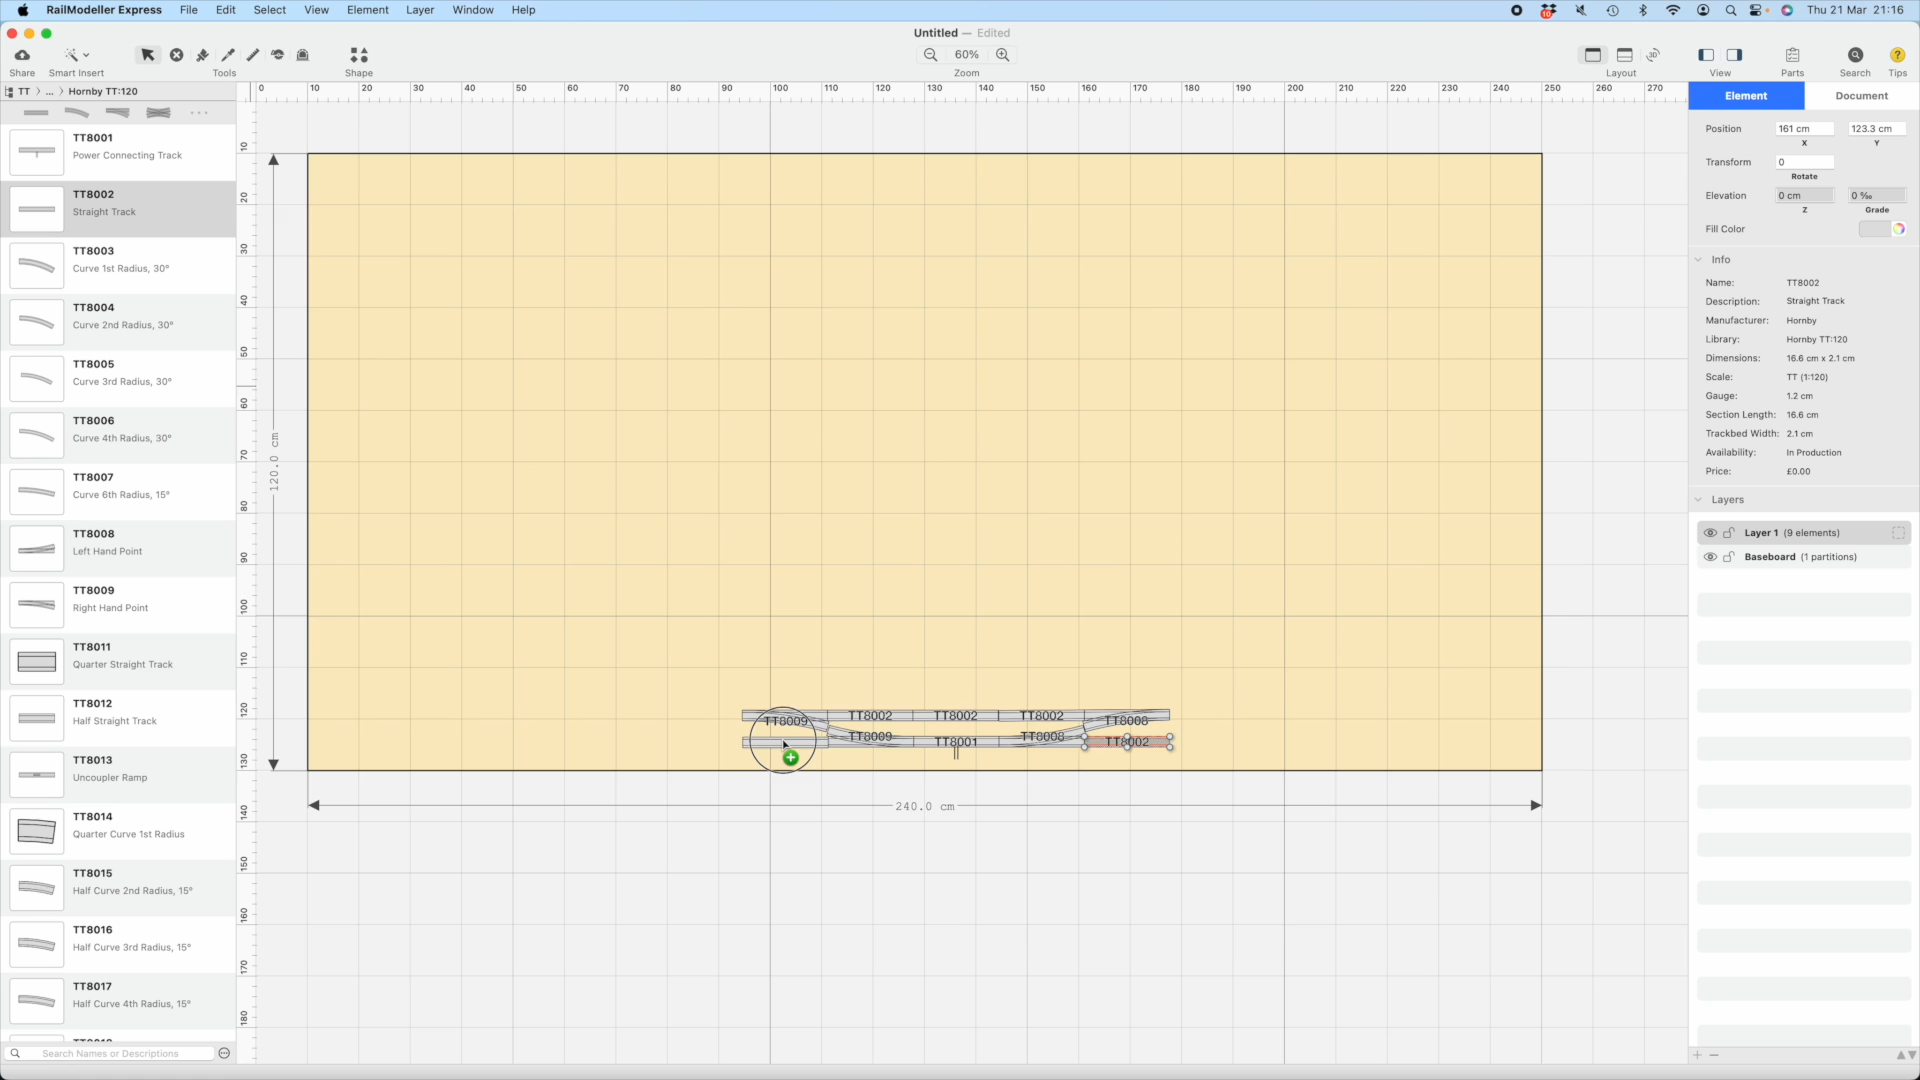 RailModeller Express File Edit Select View Element Layer Window Help 10 Thu 21 Mar 21:16
Untitled — Edited
60%
Share Smart Insert Tools Shape Zoom Layout View Parts Search Tips
TT ... Hornby TT:120
0 10 20 30 40 50 60 70 80 90 100 110 120 130 140 150 160 170 180 190 200 210 220 230 240 250 260 270
10
20
30
40
50
60
70
80
90
100
110
120
130
140
150
160
170
180
TT8001
Power Connecting Track
TT8002
Straight Track
TT8003
Curve 1st Radius, 30°
TT8004
Curve 2nd Radius, 30°
TT8005
Curve 3rd Radius, 30°
TT8006
Curve 4th Radius, 30°
TT8007
Curve 6th Radius, 15°
TT8008
Left Hand Point
TT8009
Right Hand Point
TT8011
Quarter Straight Track
TT8012
Half Straight Track
TT8013
Uncoupler Ramp
TT8014
Quarter Curve 1st Radius
TT8015
Half Curve 2nd Radius, 15°
TT8016
Half Curve 3rd Radius, 15°
TT8017
Half Curve 4th Radius, 15°
Search Names or Descriptions
120.0 cm
TT8009 TT8002 TT8002 TT8002 TT8008
TT8009 TT8001 TT8008 TT8002
240.0 cm
Element Document
Position 161 cm 123.3 cm
X Y
Transform 0
Rotate
Elevation 0 cm 0 ‰
Z Grade
Fill Color
Info
Name: TT8002
Description: Straight Track
Manufacturer: Hornby
Library: Hornby TT:120
Dimensions: 16.6 cm x 2.1 cm
Scale: TT (1:120)
Gauge: 1.2 cm
Section Length: 16.6 cm
Trackbed Width: 2.1 cm
Availability: In Production
Price: £0.00
Layers
Layer 1 (9 elements)
Baseboard (1 partitions)